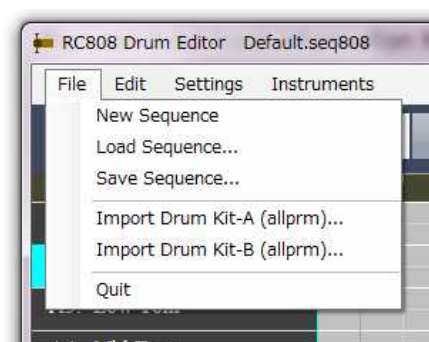 RC808 Drum Editor Default.seq808
File Edit Settings Instruments
New Sequence
Load Sequence...
Save Sequence...
Import Drum Kit-A (allprm)...
Import Drum Kit-B (allprm)...
Quit